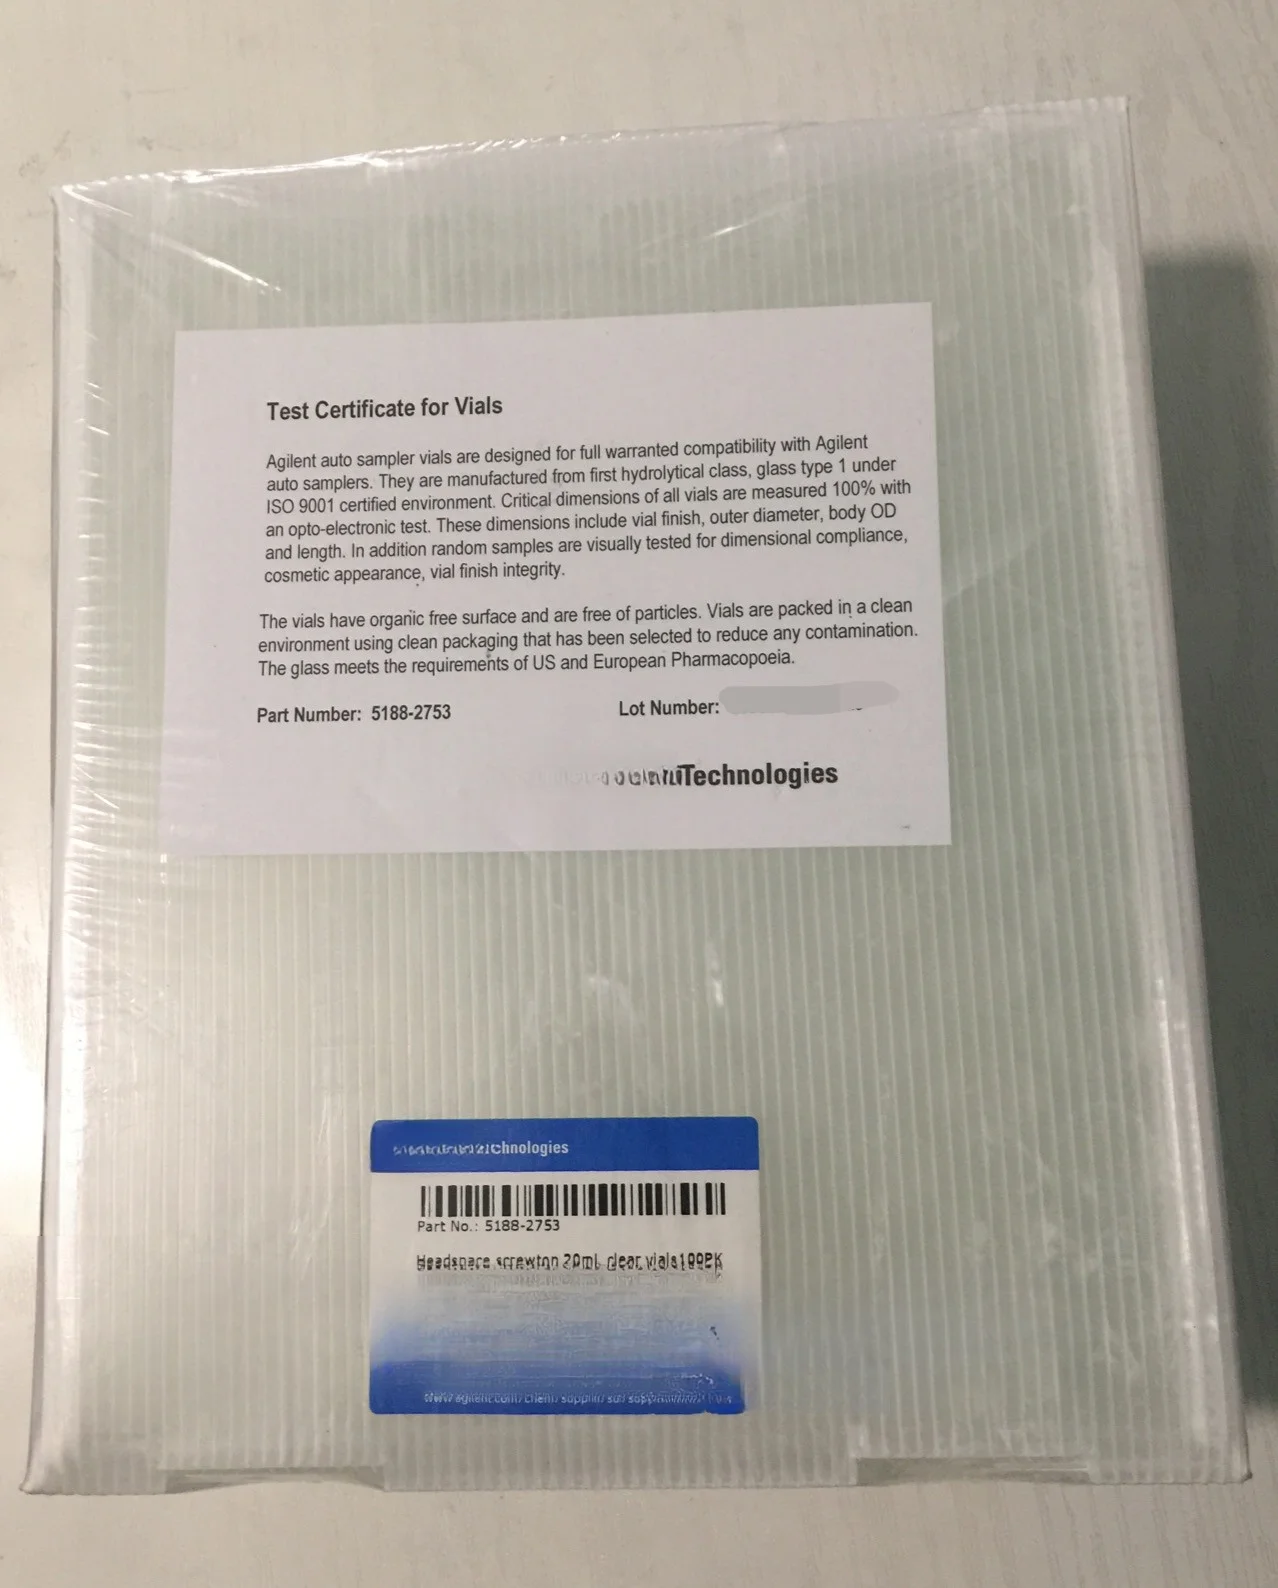 Test Certificate for Vials
Agilent auto sampler vials are designed for full warranted compatibility with Agilent
auto samplers. They are manufactured from first hydrolytical class, glass type 1 under
ISO 9001 certified environment. Critical dimensions of all vials are measured 100% with
an opto-electronic test. These dimensions include vial finish, outer diameter, body OD
and length. In addition random samples are visually tested for dimensional compliance,
cosmetic appearance, vial finish integrity.
The vials have organic free surface and are free of particles. Vials are packed in a clean
environment using clean packaging that has been selected to reduce any contamination.
The glass meets the requirements of US and European Pharmacopoeia.
Part Number: 5188-2753 Lot Number:
Technologies
Part No.: 5188-2753
20mL clear vials